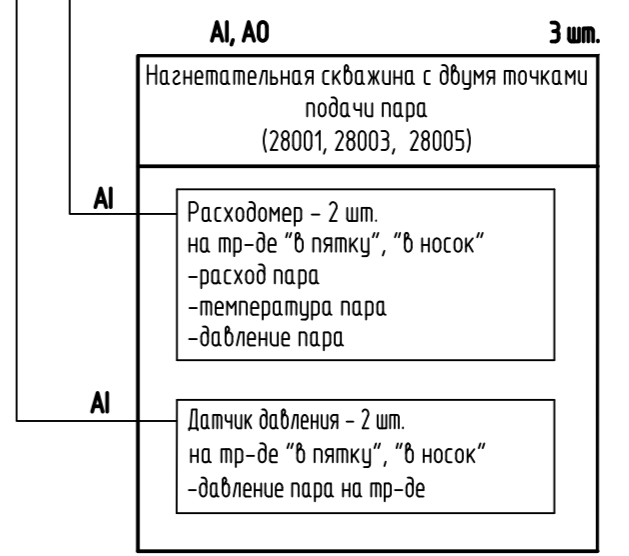 AI, AO 3 шт.
Нагнетательная скважина с двумя точками
подачи пара
(28001, 28003, 28005)
AI
Расходомер – 2 шт.
на тр-де "в пятку", "в носок"
-расход пара
-температура пара
-давление пара
AI
Датчик давления – 2 шт.
на тр-де "в пятку", "в носок"
-давление пара на тр-де